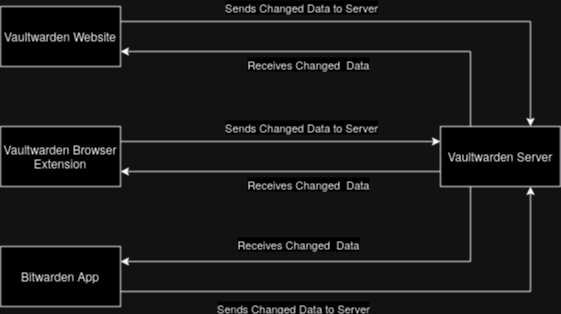 Sends Changed Data to Server
Vaultwarden Website
Receives Changed Data
Sends Changed Data to Server
Vaultwarden Browser
Extension
Vaultwarden Server
Receives Changed Data
Receives Changed Data
Bitwarden App
Sends Changed Data to Server